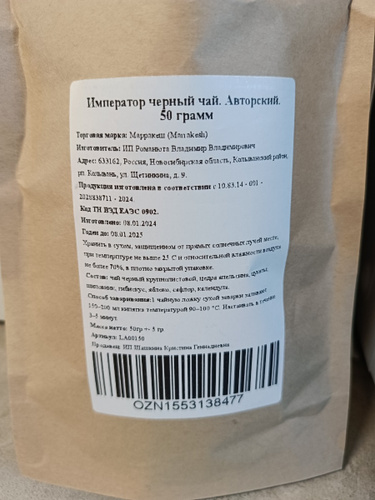 Император черный чай. Авторский.
50 грамм
Торговая марка: Марракеш (Marrakesh)
Изготовитель: ИП Романюта Владимир Владимирович
Адрес: 633162, Россия, Новосибирская область, Колыванский район,
рп. Колывань, ул. Щетинкина, д. 9.
Продукция изготовлена в соответствии с 10.83.14 - 001 -
2028838711 - 2024
Код ТН ВЭД ЕАЭС 0902.
Изготовлено: 08.01.2024
Годен до: 08.01.2025
Хранить в сухом, защищенном от прямых солнечных лучей месте,
при температуре не выше 25 С и относительной влажности воздуха
не более 70%, в плотно закрытой упаковке.
Состав: чай черный крупнолистовой, цедра апельсина, цукаты,
шиповник, гибискус, яблоко, сафлор, календула.
Способ заваривания: 1 чайную ложку сухой заварки заливают
150-200 мл кипятка температурой 90-100 °С. Настаивать в течение
3-5 минут
Масса нетто: 50гр +- 5 гр.
Артикул: LA00150
Продавец: ИП Кристина Геннадьевна
OZN1553138477